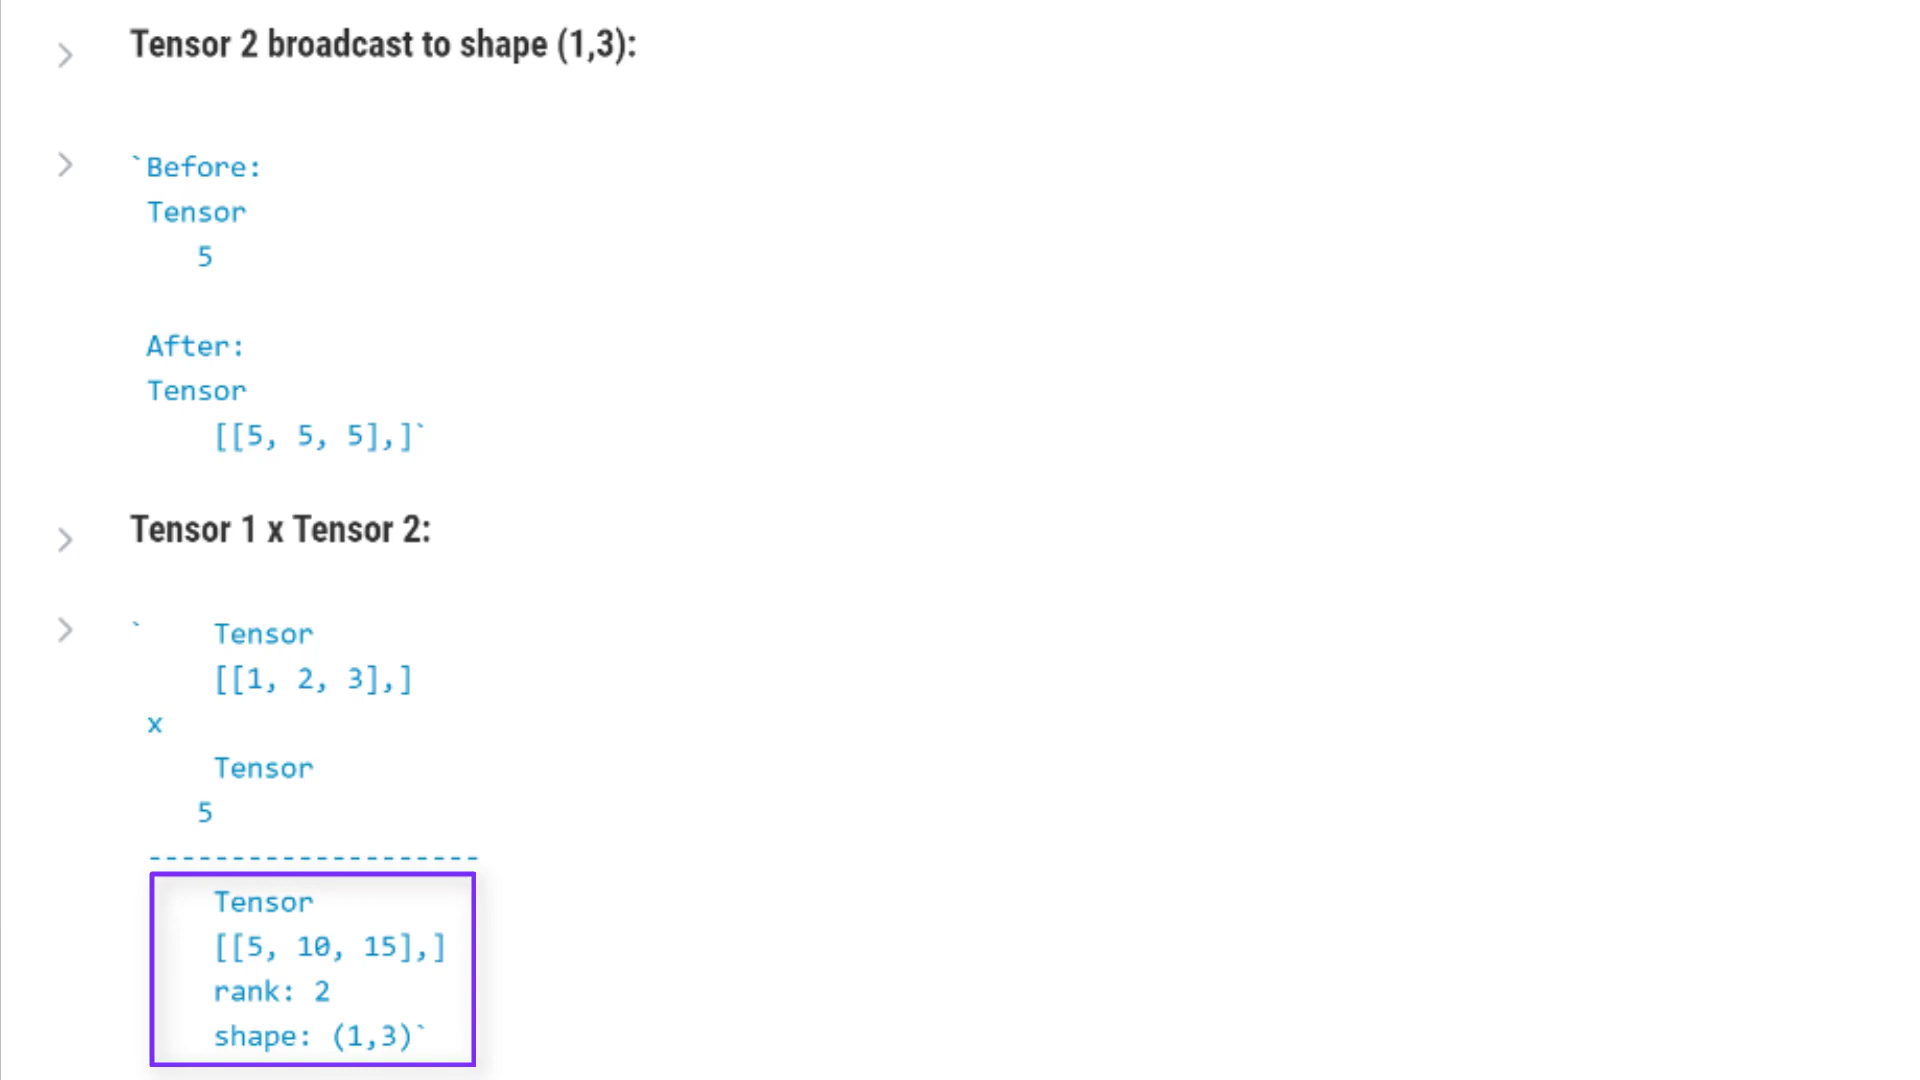 Tensor 2 broadcast to shape (1,3):
`Before:
Tensor
5
After:
Tensor
[[5, 5, 5],]`
Tensor 1 x Tensor 2:
` Tensor
[[1, 2, 3],]
x
Tensor
5
--------------------
Tensor
[[5, 10, 15],]
rank: 2
shape: (1,3)`